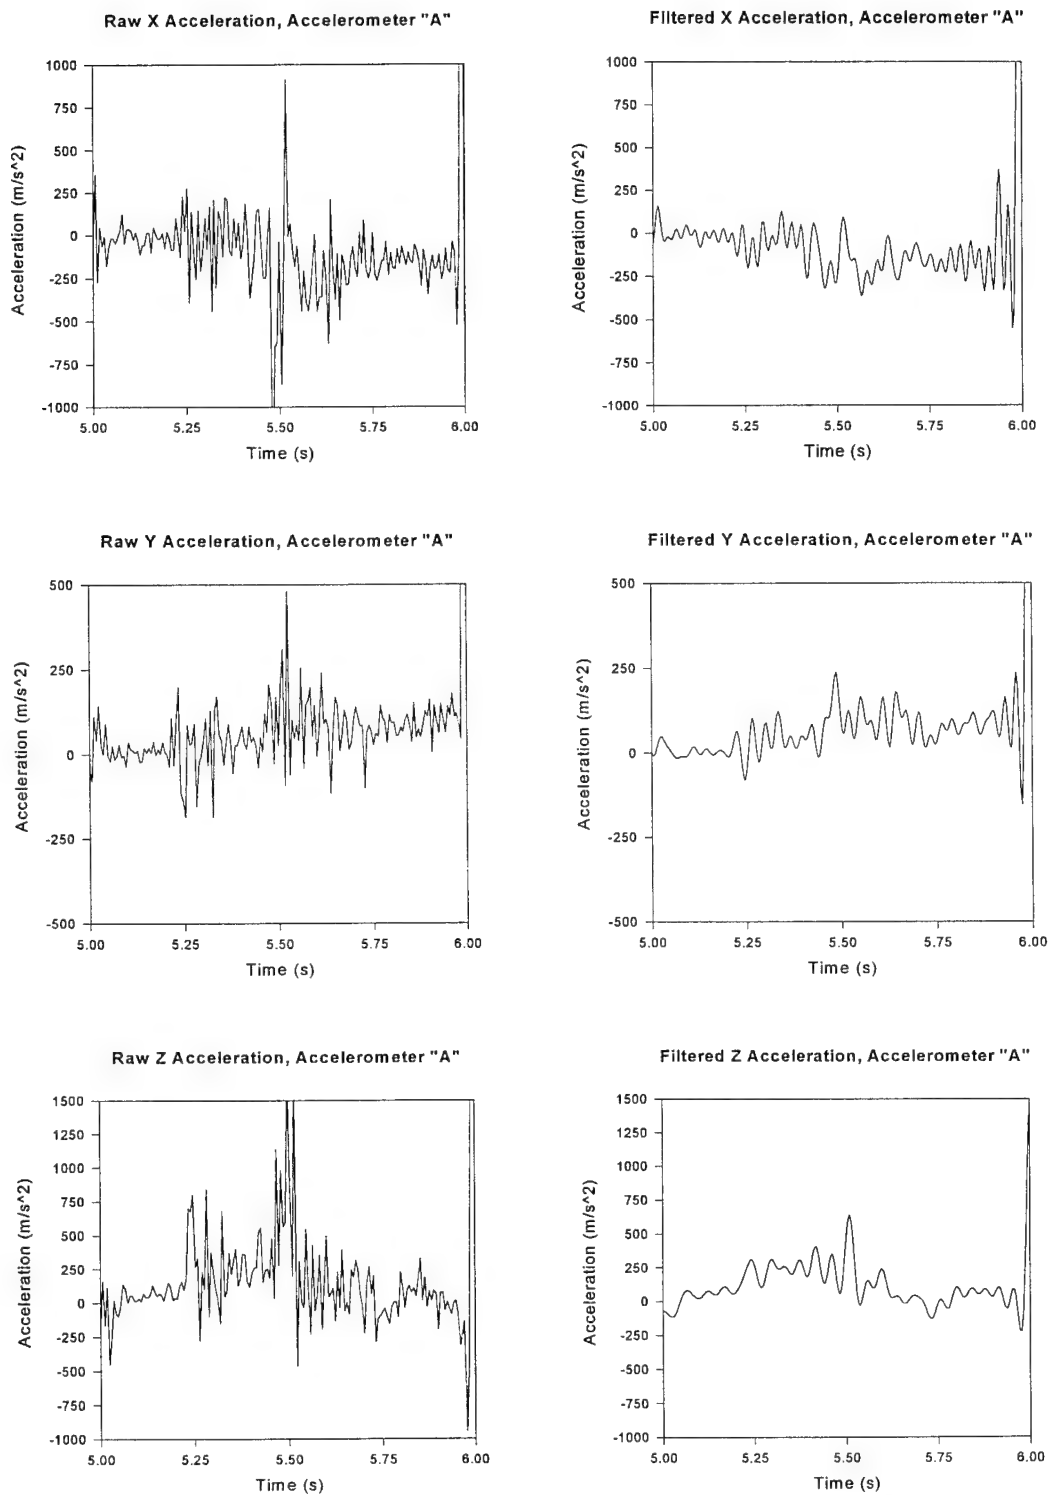 Raw X Acceleration, Accelerometer "A"
1000
750
500
250
0
-250
-500
-750
-1000
Acceleration (m/s^2)
5.00 5.25 5.50 5.75 6.00
Time (s)
Filtered X Acceleration, Accelerometer "A"
1000
750
500
250
0
-250
-500
-750
-1000
Acceleration (m/s^2)
5.00 5.25 5.50 5.75 6.00
Time (s)
Raw Y Acceleration, Accelerometer "A"
500
250
0
-250
-500
Acceleration (m/s^2)
5.00 5.25 5.50 5.75 6.00
Time (s)
Filtered Y Acceleration, Accelerometer "A"
500
250
0
-250
-500
Acceleration (m/s^2)
5.00 5.25 5.50 5.75 6.00
Time (s)
Raw Z Acceleration, Accelerometer "A"
1500
1250
1000
750
500
250
0
-250
-500
-750
-1000
Acceleration (m/s^2)
5.00 5.25 5.50 5.75 6.00
Time (s)
Filtered Z Acceleration, Accelerometer "A"
1500
1250
1000
750
500
250
0
-250
-500
-750
-1000
Acceleration (m/s^2)
5.00 5.25 5.50 5.75 6.00
Time (s)